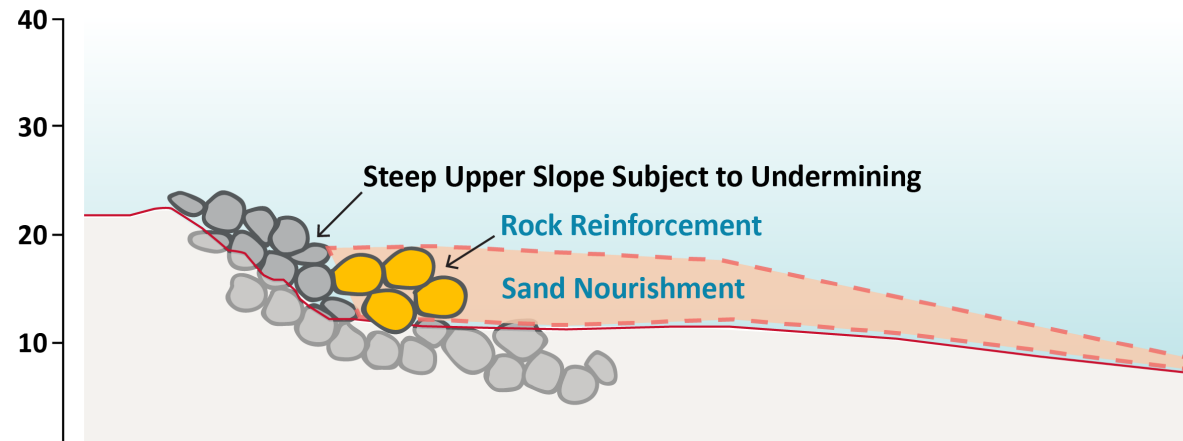 40
30
Steep Upper Slope Subject to Undermining
Rock Reinforcement
20
Sand Nourishment
10